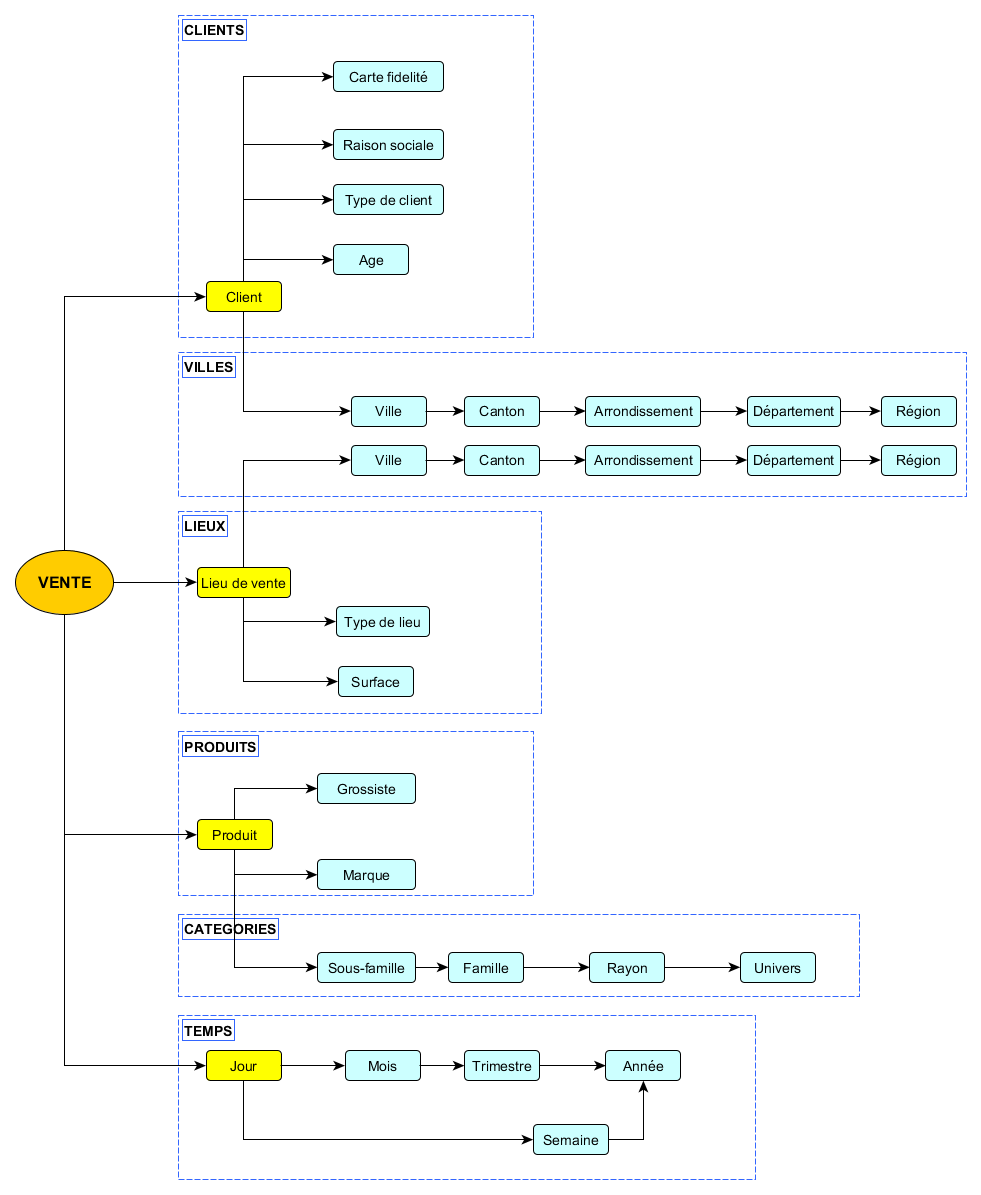 CLIENTS
Carte fidelité
Raison sociale
Type de client
Age
Client
VILLES
Ville Canton Arrondissement Département Région
Ville Canton Arrondissement Département Région
LIEUX
VENTE
Lieu de vente
Type de lieu
Surface
PRODUITS
Grossiste
Produit
Marque
CATEGORIES
Sous-famille Famille Rayon Univers
TEMPS
Jour Mois Trimestre Année
Semaine